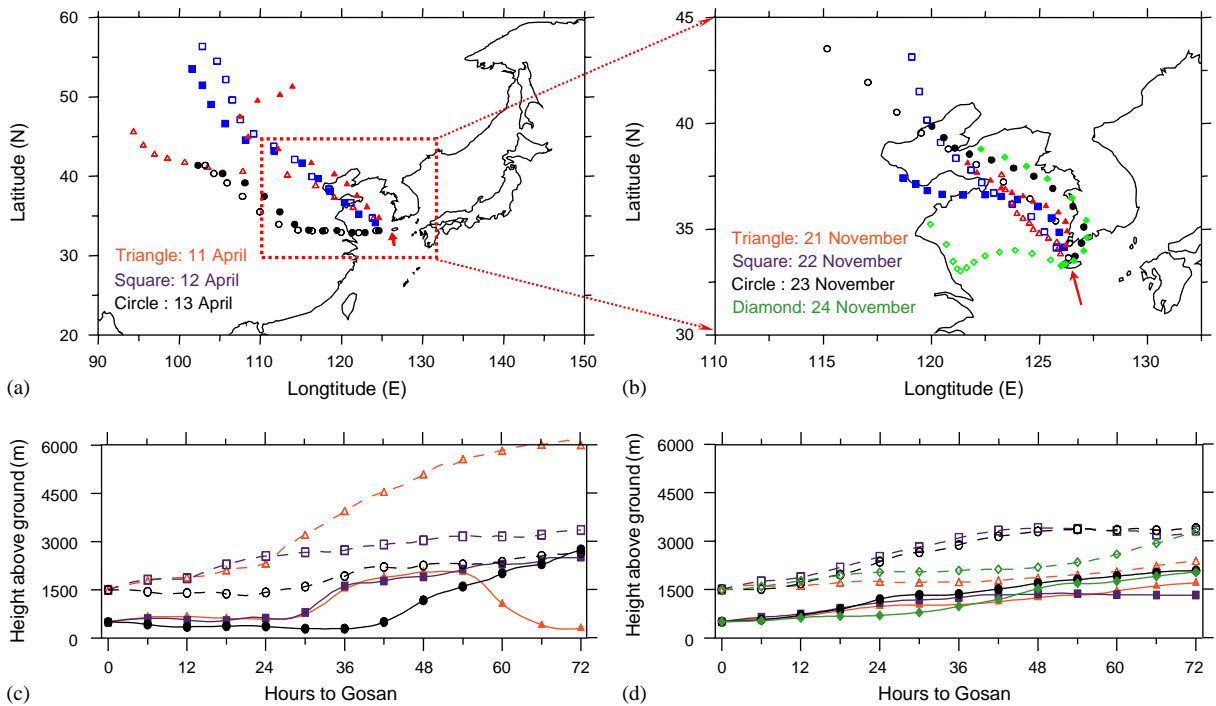 60
50
40
30
20
Latitude (N)
Triangle: 11 April
Square: 12 April
Circle : 13 April
90 100 110 120 130 140 150
Longtitude (E)
(a)
45
40
35
30
Latitude (N)
Triangle: 21 November
Square: 22 November
Circle : 23 November
Diamond: 24 November
110 115 120 125 130
Longtitude (E)
(b)
6000
4500
3000
1500
0
Height above ground (m)
0 12 24 36 48 60 72
Hours to Gosan
(c)
6000
4500
3000
1500
0
Height above ground (m)
0 12 24 36 48 60 72
Hours to Gosan
(d)